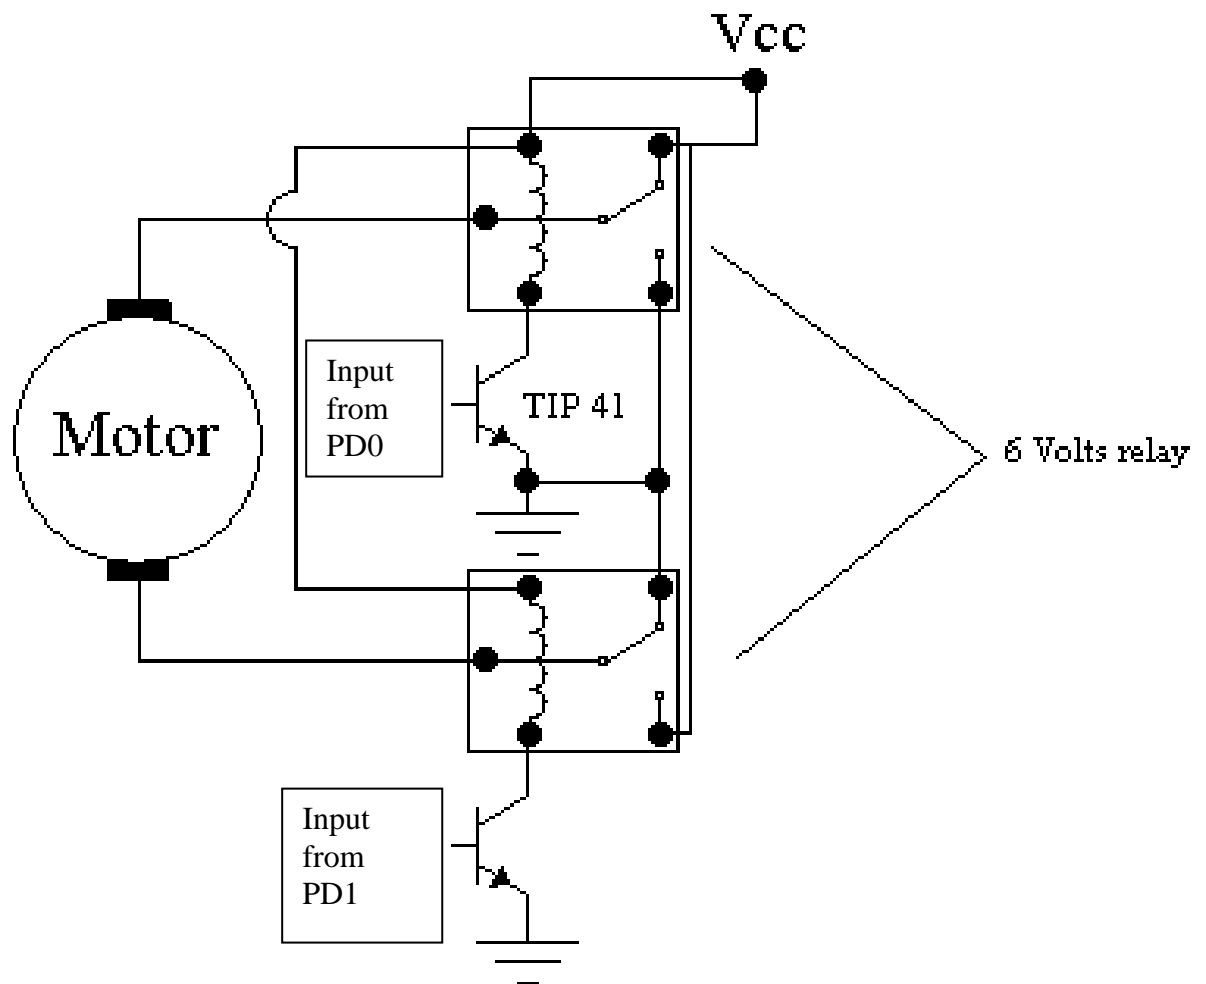 Vcc
Input
from
PD0
TIP 41
Motor
6 Volts relay
Input
from
PD1